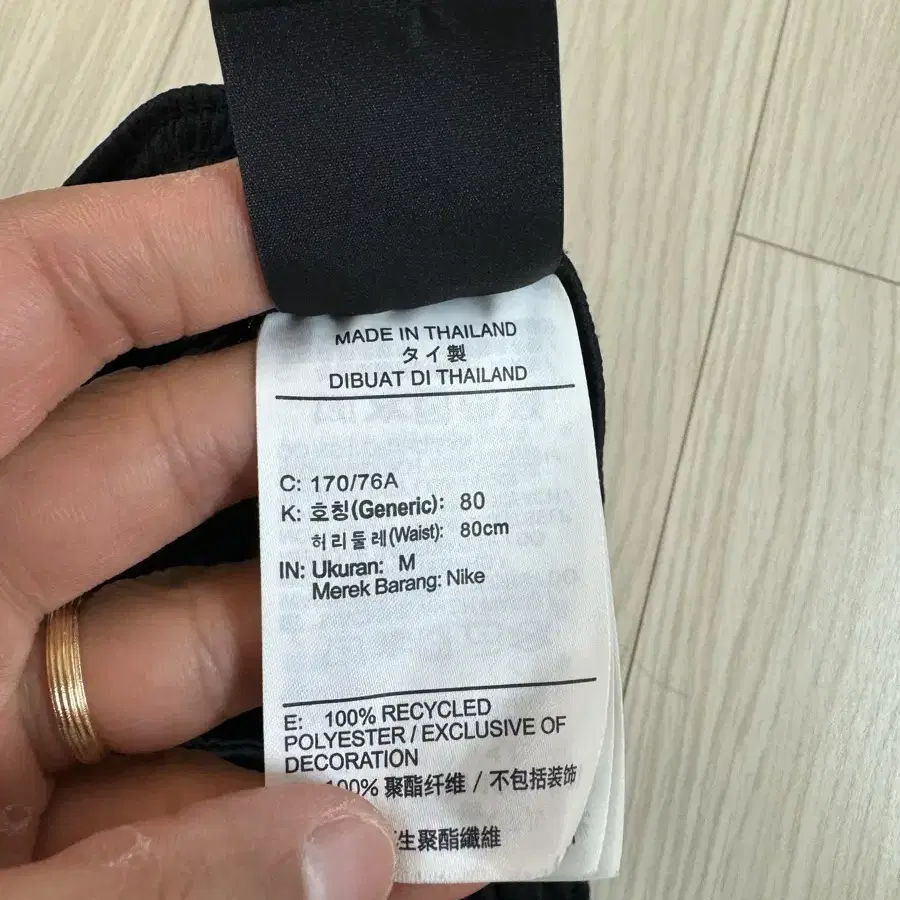 MADE IN THAILAND
タイ製
DIBUAT DI THAILAND
C: 170/76A
K: 호칭(Generic): 80
허리둘레(Waist): 80cm
IN: Ukuran: M
Merek Barang: Nike
E: 100% RECYCLED
POLYESTER / EXCLUSIVE OF
DECORATION
100% 聚酯纤维 / 不包括装饰
生聚酯纖維